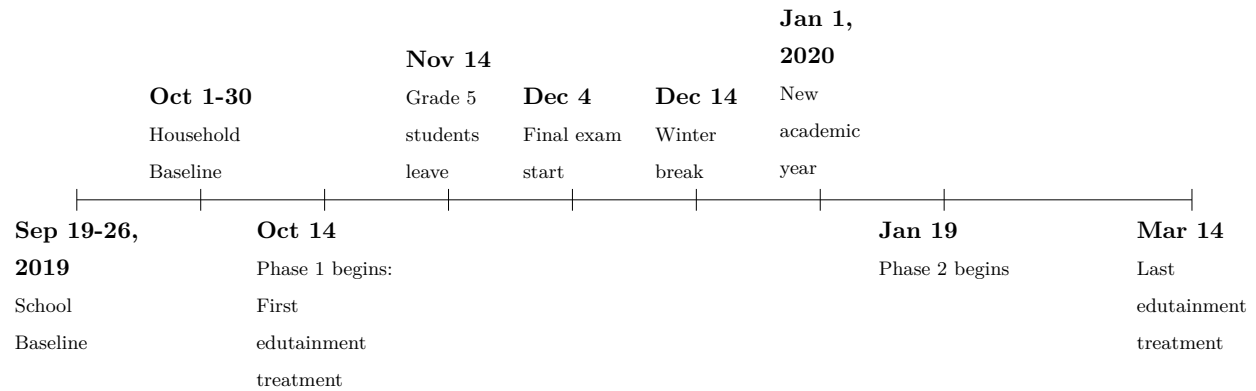 Oct 1-30
Household
Baseline
Nov 14
Grade 5
students
leave
Dec 4
Final exam
start
Dec 14
Winter
break
Jan 1,
2020
New
academic
year
Sep 19-26,
2019
School
Baseline
Oct 14
Phase 1 begins:
First
edutainment
treatment
Jan 19
Phase 2 begins
Mar 14
Last
edutainment
treatment